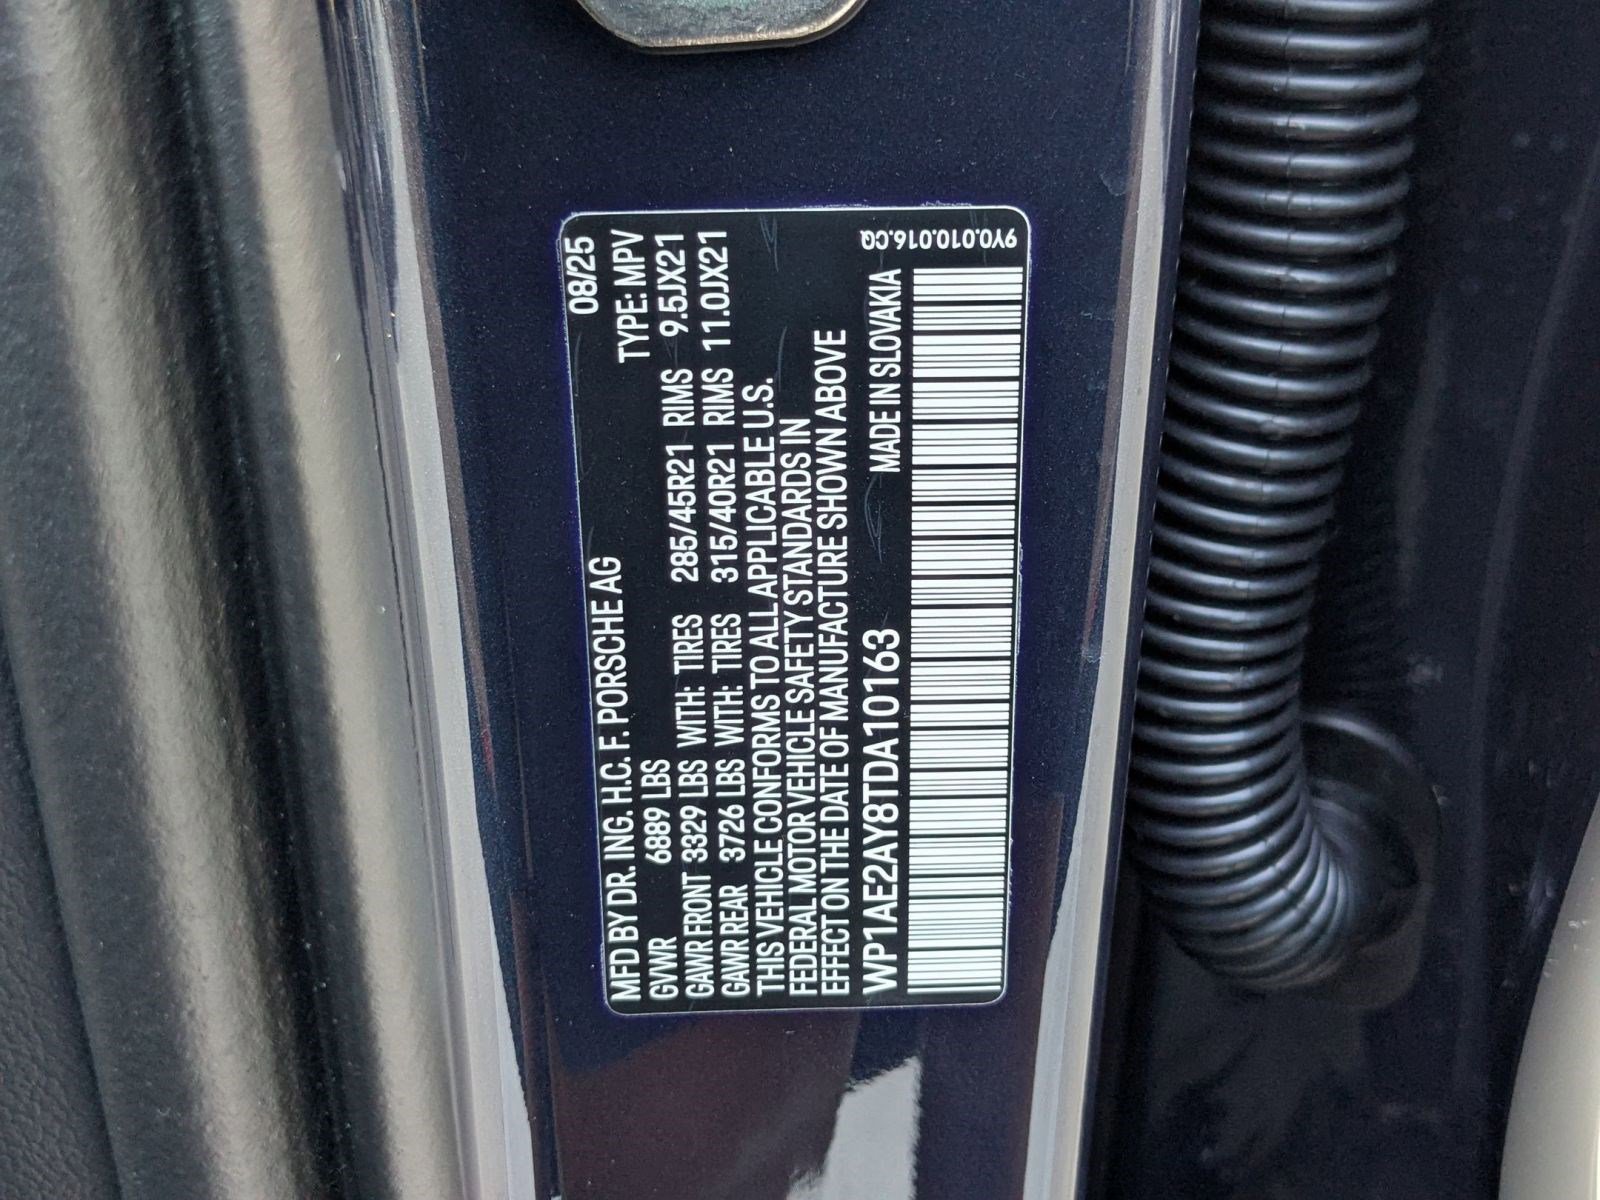 08/25
MFD BY DR. ING. H.C. F. PORSCHE AG TYPE: MPV
GVWR 6889 LBS
GAWR FRONT 3329 LBS WITH: TIRES 285/45R21 RIMS 9.5JX21
GAWR REAR 3726 LBS WITH: TIRES 315/40R21 RIMS 11.0JX21
THIS VEHICLE CONFORMS TO ALL APPLICABLE U.S.
FEDERAL MOTOR VEHICLE SAFETY STANDARDS IN
EFFECT ON THE DATE OF MANUFACTURE SHOWN ABOVE
WP1AE2AY8TDA10163 MADE IN SLOVAKIA
9Y0.010.016.CQ